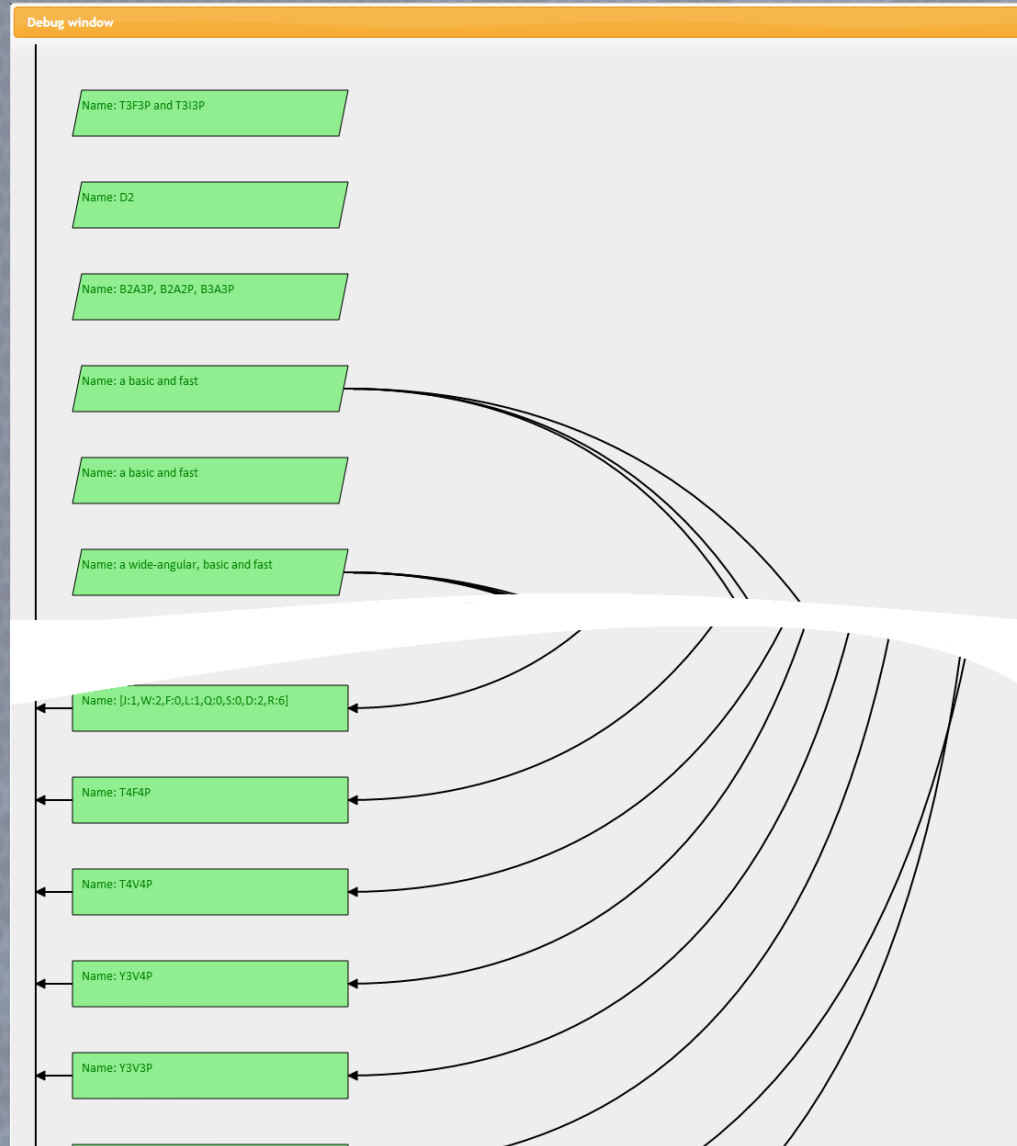 Debug window
Name: T3F3P and T3I3P
Name: D2
Name: B2A3P, B2A2P, B3A3P
Name: a basic and fast
Name: a basic and fast
Name: a wide-angular, basic and fast
Name: [J:1,W:2,F:0,L:1,Q:0,S:0,D:2,R:6]
Name: T4F4P
Name: T4V4P
Name: Y3V4P
Name: Y3V3P